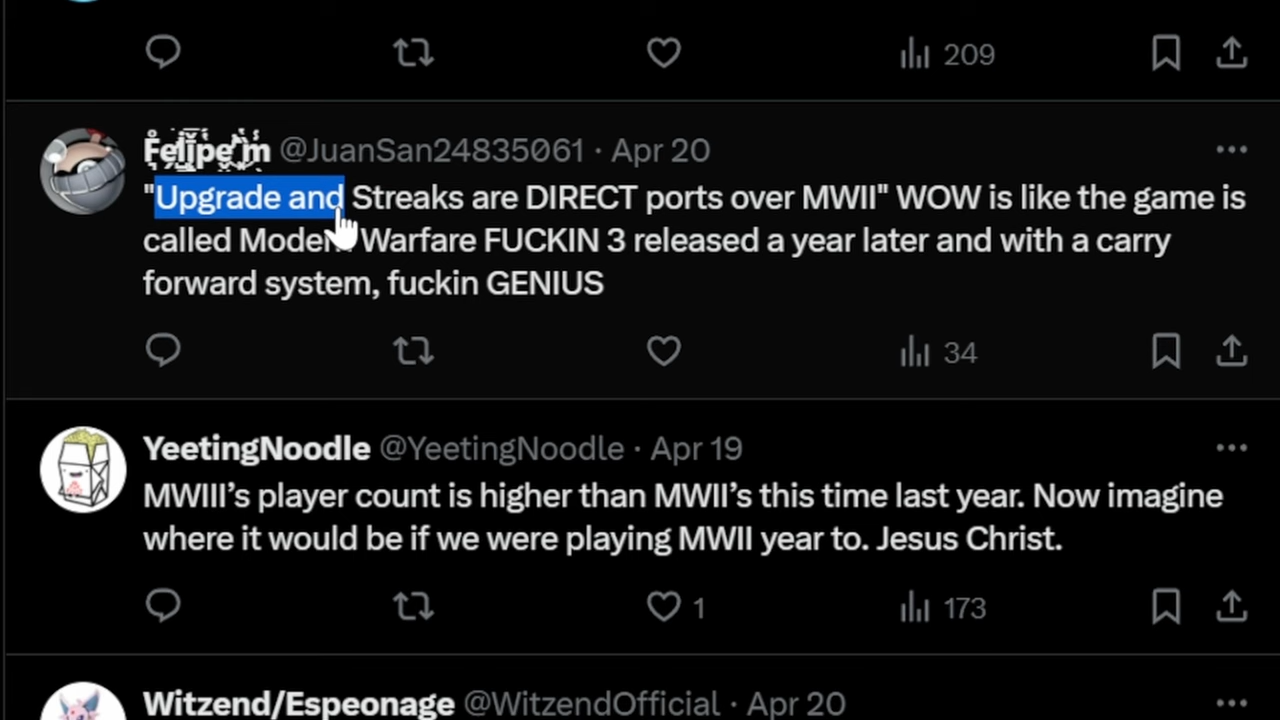 209
Felipe m @JuanSan24835061 · Apr 20
"Upgrade and Streaks are DIRECT ports over MWII" WOW is like the game is
called Modern Warfare FUCKIN 3 released a year later and with a carry
forward system, fuckin GENIUS
34
YeetingNoodle @YeetingNoodle · Apr 19
MWIII’s player count is higher than MWII’s this time last year. Now imagine
where it would be if we were playing MWII year to. Jesus Christ.
1 173
Witzend/Espeonage @WitzendOfficial · Apr 20